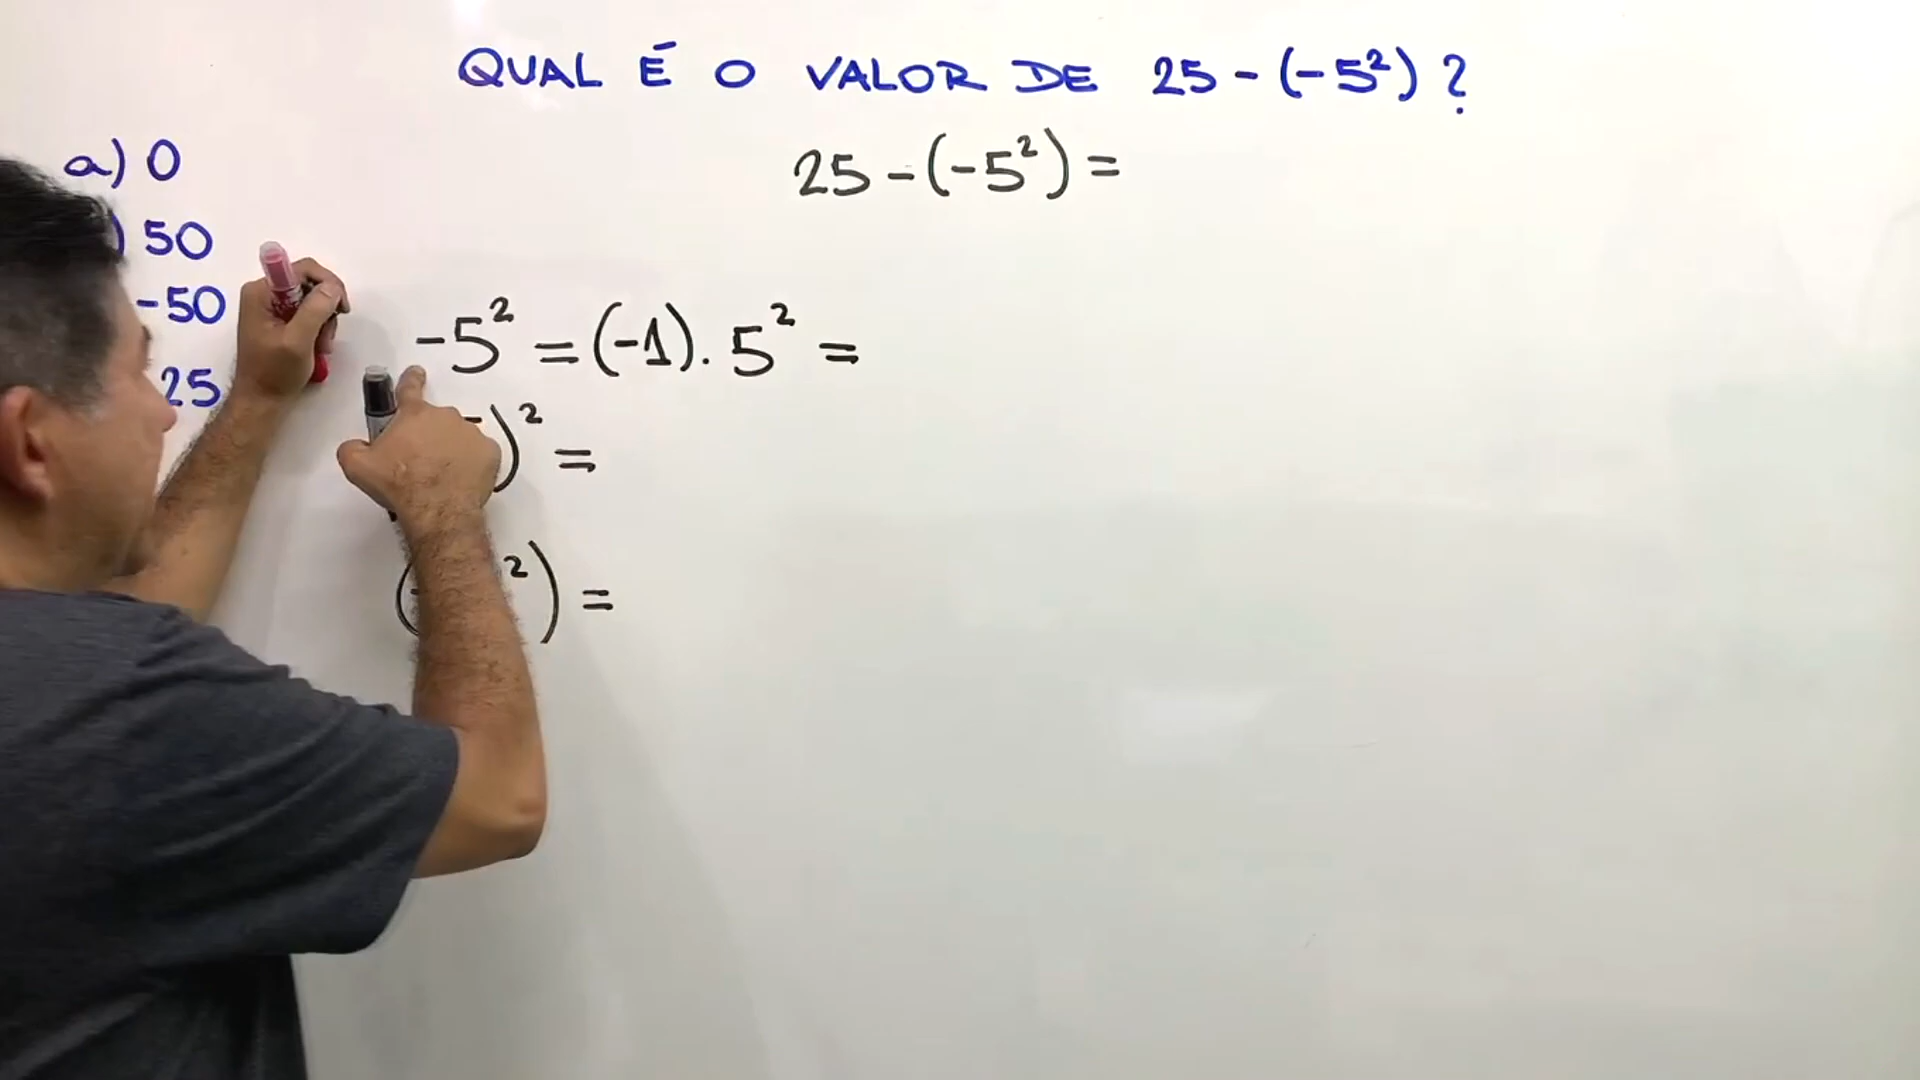 QUAL É O VALOR DE 25 - (-5²) ?
25 - (-5²) =
a) 0
) 50
-50
25
-5² = (-1) . 5² =
)² =
( ²) =